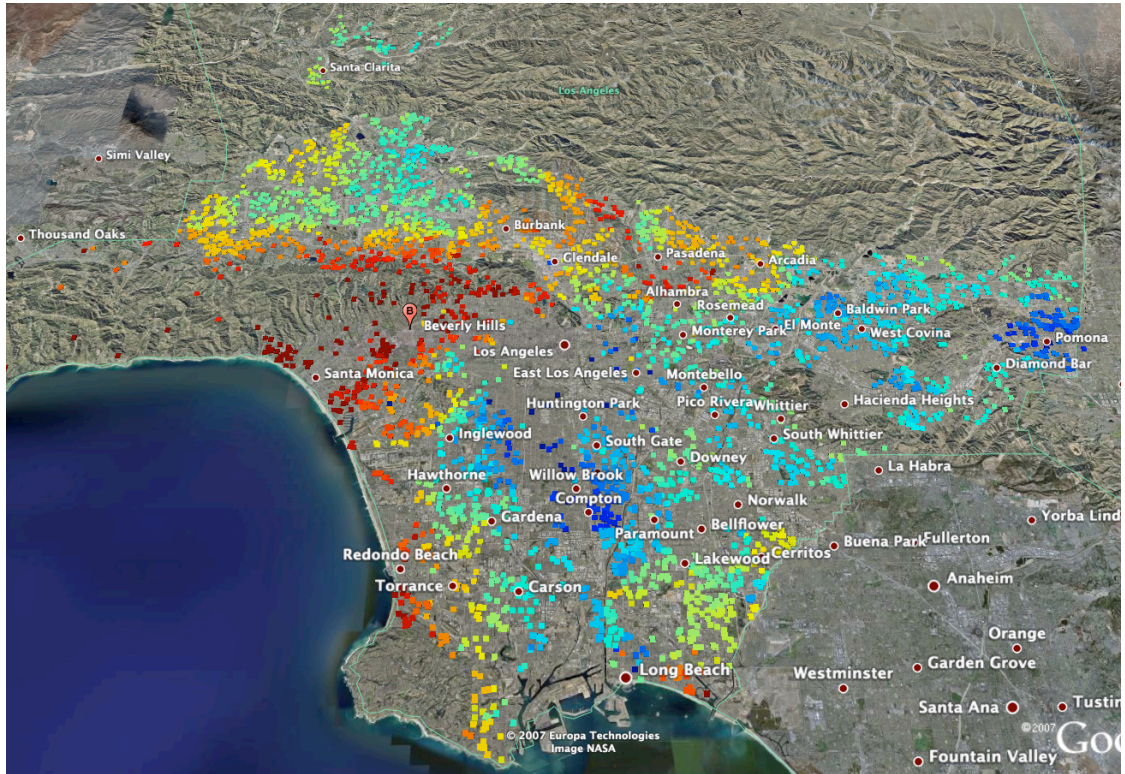 Santa Clarita
Los Angeles
Simi Valley
Thousand Oaks
Burbank
Glendale
Pasadena
Arcadia
Alhambra
Rosemead
B
Beverly Hills
Baldwin Park
El Monte
West Covina
Monterey Park
Pomona
Los Angeles
East Los Angeles
Diamond Bar
Santa Monica
Montebello
Huntington Park
Pico Rivera
Whittier
Hacienda Heights
Inglewood
South Gate
South Whittier
Downey
La Habra
Hawthorne
Willow Brook
Compton
Norwalk
Gardena
Paramount
Bellflower
Yorba Lind
Redondo Beach
Lakewood
Cerritos
Buena Park
Fullerton
Torrance
Carson
Anaheim
Orange
Long Beach
Westminster
Garden Grove
Santa Ana
Tustin
© 2007 Europa Technologies
Image NASA
©2007
Goo
Fountain Valley